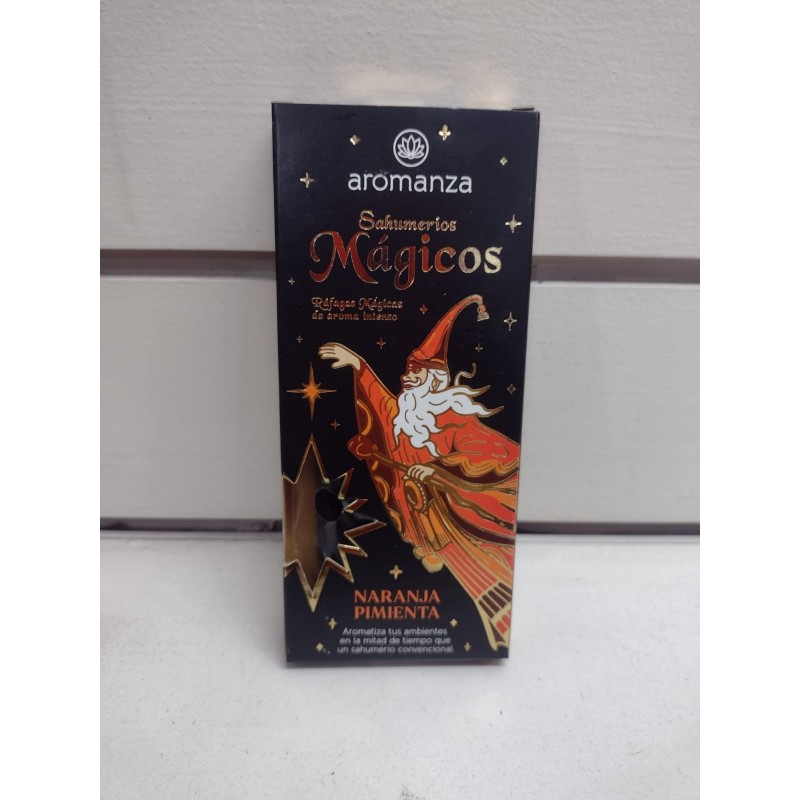 aromanza
Sahumerios
Mágicos
Ráfagas Mágicas
de aroma intenso
NARANJA
PIMIENTA
Aromatiza tus ambientes
en la mitad de tiempo que
un sahumerio convencional.